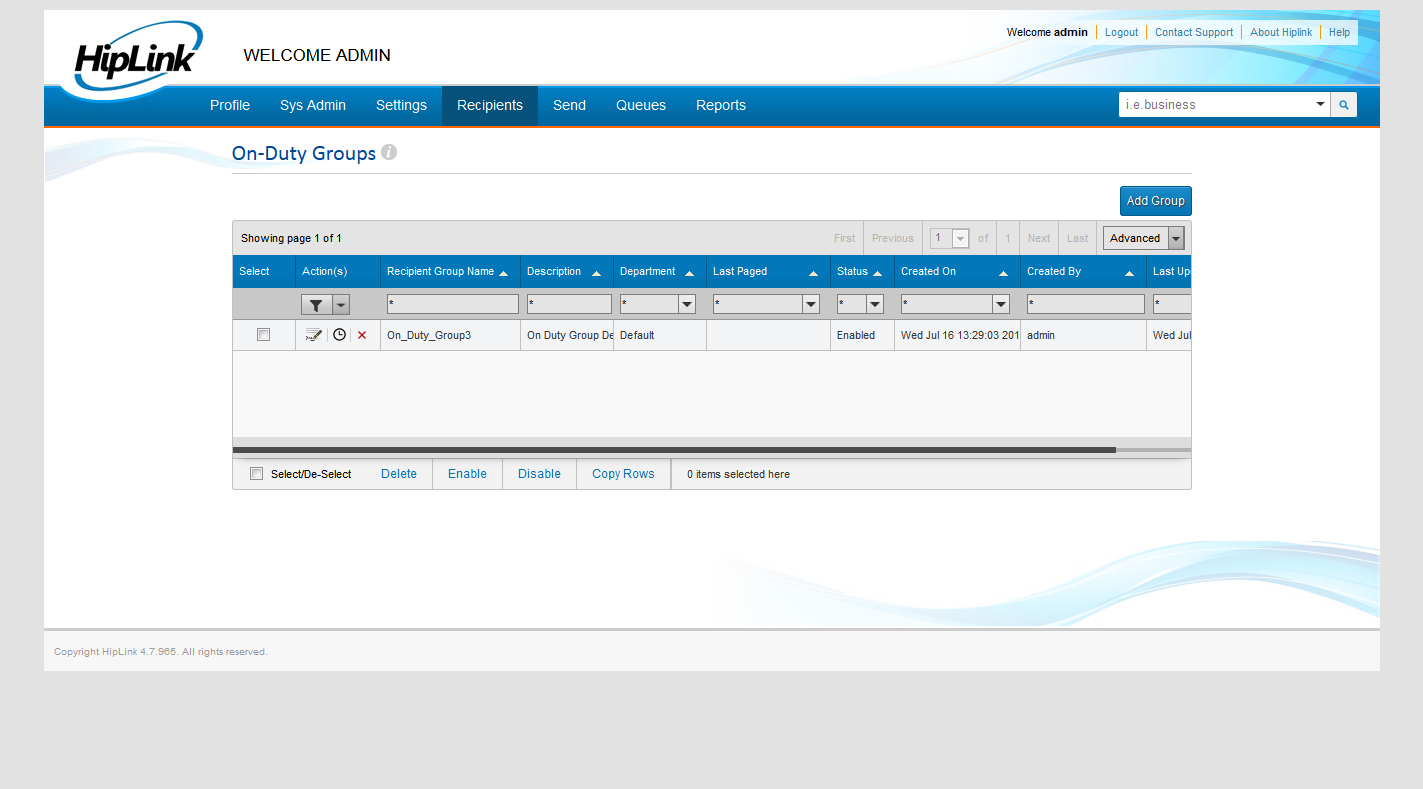 HipLink
WELCOME ADMIN
Welcome admin Logout Contact Support About Hiplink Help
Profile Sys Admin Settings Recipients Send Queues Reports i.e.business
On-Duty Groups i
Add Group
Showing page 1 of 1 First Previous 1 of 1 Next Last Advanced
Select Action(s) Recipient Group Name Description Department Last Paged Status Created On Created By Last Up
* * * * * * * *
On_Duty_Group3 On Duty Group De Default Enabled Wed Jul 16 13:29:03 201 admin Wed Jul
Select/De-Select Delete Enable Disable Copy Rows 0 items selected here
Copyright HipLink 4.7.965. All rights reserved.